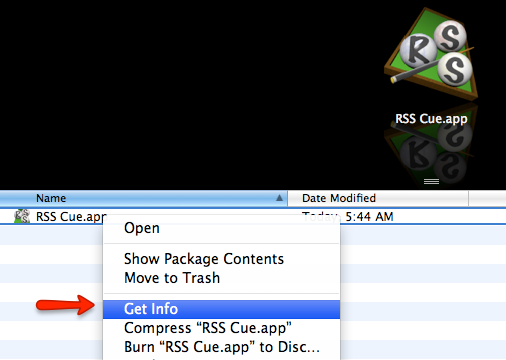 R S S
RSS Cue.app
Name Date Modified
RSS Cue.app Today, 5:44 AM
Open
Show Package Contents
Move to Trash
Get Info
Compress “RSS Cue.app”
Burn “RSS Cue.app” to Disc...